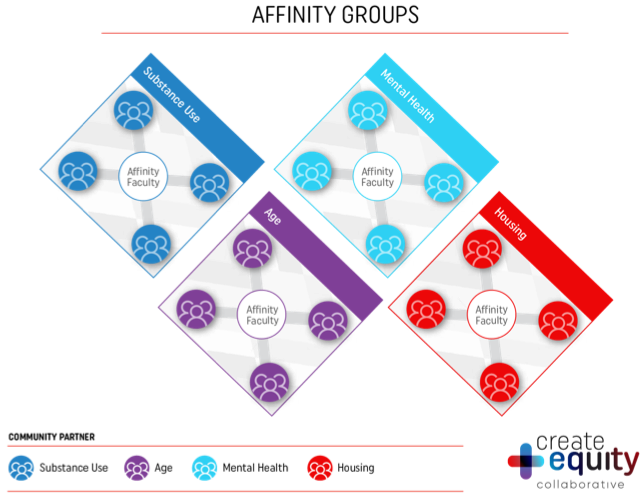 AFFINITY GROUPS
Substance Use
Affinity
Faculty
Mental Health
Affinity
Faculty
Age
Affinity
Faculty
Housing
Affinity
Faculty
COMMUNITY PARTNER
Substance Use
Age
Mental Health
Housing
create
equity
collaborative